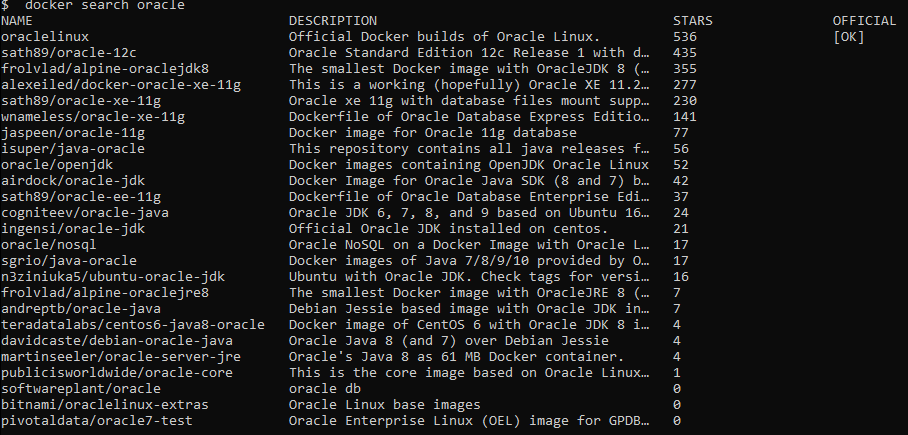 $  docker search oracle
NAME DESCRIPTION STARS OFFICIAL
oraclelinux Official Docker builds of Oracle Linux. 536 [OK]
sath89/oracle-12c Oracle Standard Edition 12c Release 1 with d… 435
frolvlad/alpine-oraclejdk8 The smallest Docker image with OracleJDK 8 (… 355
alexeiled/docker-oracle-xe-11g This is a working (hopefully) Oracle XE 11.2… 277
sath89/oracle-xe-11g Oracle xe 11g with database files mount supp… 230
wnameless/oracle-xe-11g Dockerfile of Oracle Database Express Editio… 141
jaspeen/oracle-11g Docker image for Oracle 11g database 77
isuper/java-oracle This repository contains all java releases f… 56
oracle/openjdk Docker images containing OpenJDK Oracle Linux 52
airdock/oracle-jdk Docker Image for Oracle Java SDK (8 and 7) b… 42
sath89/oracle-ee-11g Dockerfile of Oracle Database Enterprise Edi… 37
cogniteev/oracle-java Oracle JDK 6, 7, 8, and 9 based on Ubuntu 16… 24
ingensi/oracle-jdk Official Oracle JDK installed on centos. 21
oracle/nosql Oracle NoSQL on a Docker Image with Oracle L… 17
sgrio/java-oracle Docker images of Java 7/8/9/10 provided by O… 17
n3ziniuka5/ubuntu-oracle-jdk Ubuntu with Oracle JDK. Check tags for versi… 16
frolvlad/alpine-oraclejre8 The smallest Docker image with OracleJRE 8 (… 7
andreptb/oracle-java Debian Jessie based image with Oracle JDK in… 7
teradatalabs/centos6-java8-oracle Docker image of CentOS 6 with Oracle JDK 8 i… 4
davidcaste/debian-oracle-java Oracle Java 8 (and 7) over Debian Jessie 4
martinseeler/oracle-server-jre Oracle's Java 8 as 61 MB Docker container. 4
publicisworldwide/oracle-core This is the core image based on Oracle Linux… 1
softwareplant/oracle oracle db 0
bitnami/oraclelinux-extras Oracle Linux base images 0
pivotaldata/oracle7-test Oracle Enterprise Linux (OEL) image for GPDB… 0